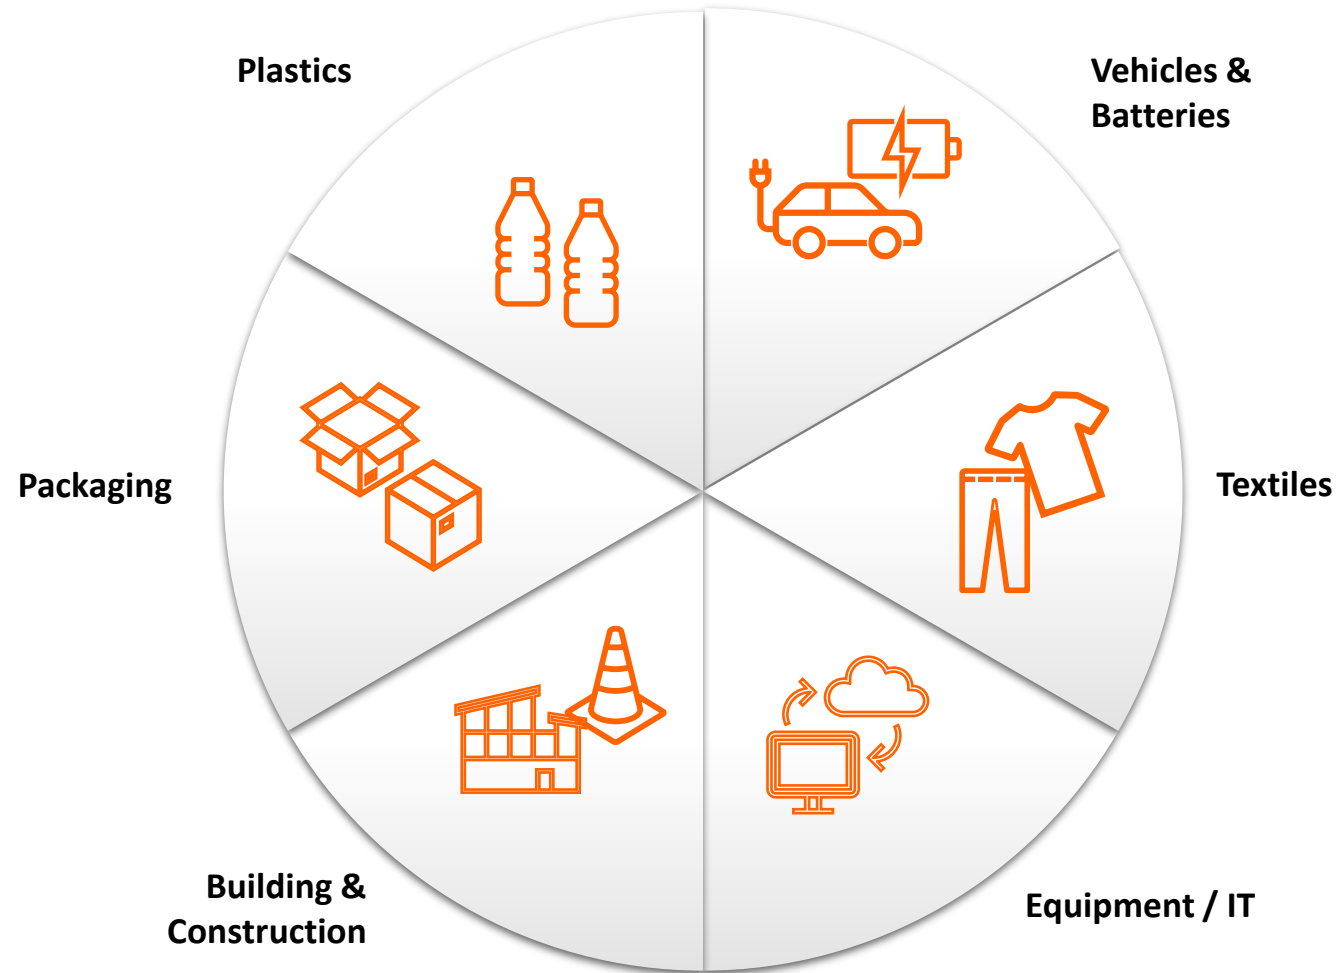 Plastics
Vehicles &
Batteries
Packaging
Textiles
Building &
Construction
Equipment / IT